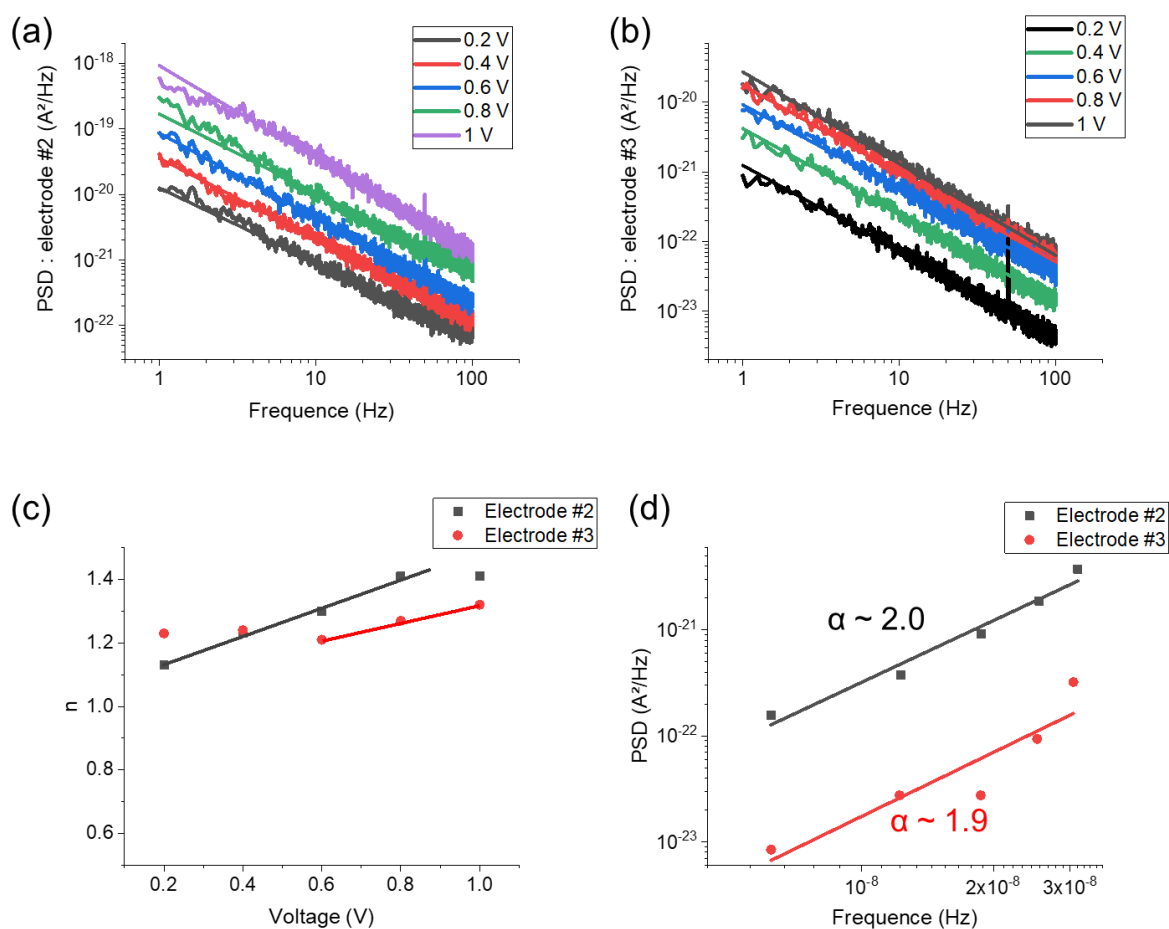 (a)
0.2 V
0.4 V
0.6 V
0.8 V
1 V
PSD : electrode #2 (A²/Hz)
10⁻¹⁸
10⁻¹⁹
10⁻²⁰
10⁻²¹
10⁻²²
1 10 100
Frequence (Hz)
(b)
0.2 V
0.4 V
0.6 V
0.8 V
1 V
PSD : electrode #3 (A²/Hz)
10⁻²⁰
10⁻²¹
10⁻²²
10⁻²³
1 10 100
Frequence (Hz)
(c)
Electrode #2
Electrode #3
n
1.4
1.2
1.0
0.8
0.6
0.2 0.4 0.6 0.8 1.0
Voltage (V)
(d)
Electrode #2
Electrode #3
PSD (A²/Hz)
10⁻²¹
10⁻²²
10⁻²³
α ~ 2.0
α ~ 1.9
10⁻⁸ 2x10⁻⁸ 3x10⁻⁸
Frequence (Hz)